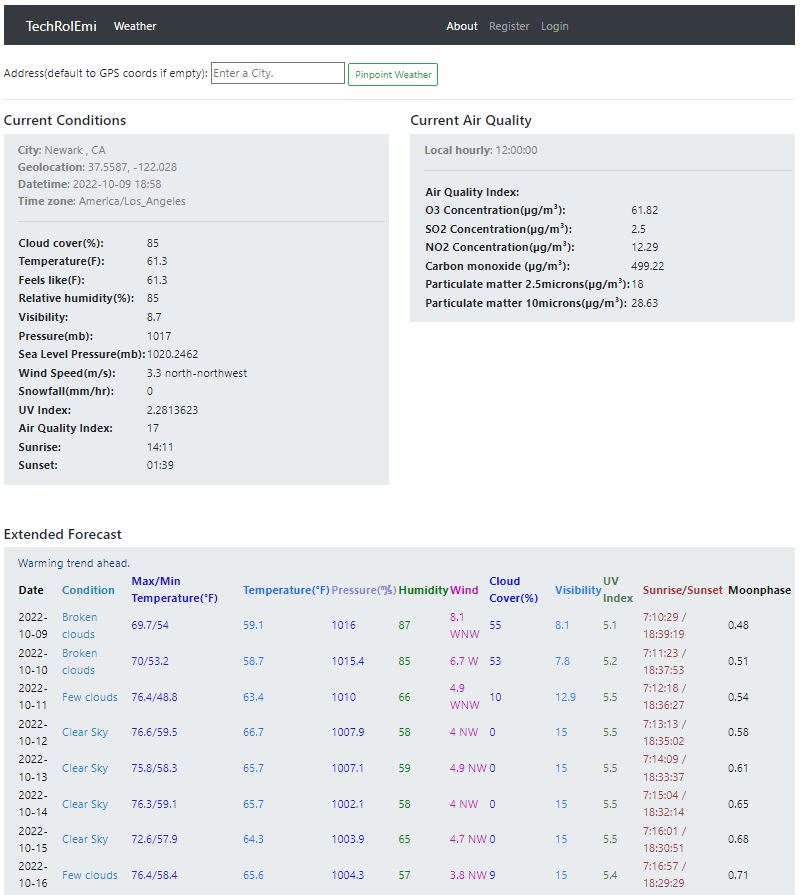 TechRolEmi Weather About Register Login
Address(default to GPS coords if empty): Enter a City. Pinpoint Weather
Current Conditions
City: Newark , CA
Geolocation: 37.5587, -122.028
Datetime: 2022-10-09 18:58
Time zone: America/Los_Angeles
Cloud cover(%): 85
Temperature(F): 61.3
Feels like(F): 61.3
Relative humidity(%): 85
Visibility: 8.7
Pressure(mb): 1017
Sea Level Pressure(mb): 1020.2462
Wind Speed(m/s): 3.3 north-northwest
Snowfall(mm/hr): 0
UV Index: 2.2813623
Air Quality Index: 17
Sunrise: 14:11
Sunset: 01:39
Current Air Quality
Local hourly: 12:00:00
Air Quality Index:
O3 Concentration(µg/m³): 61.82
SO2 Concentration(µg/m³): 2.5
NO2 Concentration(µg/m³): 12.29
Carbon monoxide (µg/m³): 499.22
Particulate matter 2.5microns(µg/m³): 18
Particulate matter 10microns(µg/m³): 28.63
Extended Forecast
Warming trend ahead.
Date Condition Max/Min Temperature(°F) Temperature(°F) Pressure( ) Humidity Wind Cloud Cover(%) Visibility UV Index Sunrise/Sunset Moonphase
2022-10-09 Broken clouds 69.7/54 59.1 1016 87 8.1 WNW 55 8.1 5.1 7:10:29 / 18:39:19 0.48
2022-10-10 Broken clouds 70/53.2 58.7 1015.4 85 6.7 W 53 7.8 5.2 7:11:23 / 18:37:53 0.51
2022-10-11 Few clouds 76.4/48.8 63.4 1010 66 4.9 WNW 10 12.9 5.5 7:12:18 / 18:36:27 0.54
2022-10-12 Clear Sky 76.6/59.5 66.7 1007.9 58 4 NW 0 15 5.5 7:13:13 / 18:35:02 0.58
2022-10-13 Clear Sky 75.8/58.3 65.7 1007.1 59 4.9 NW 0 15 5.5 7:14:09 / 18:33:37 0.61
2022-10-14 Clear Sky 76.3/59.1 65.7 1002.1 58 4 NW 0 15 5.5 7:15:04 / 18:32:14 0.65
2022-10-15 Clear Sky 72.6/57.9 64.3 1003.9 65 4.7 NW 0 15 5.5 7:16:01 / 18:30:51 0.68
2022-10-16 Few clouds 76.4/58.4 65.6 1004.3 57 3.8 NW 9 15 5.4 7:16:57 / 18:29:29 0.71